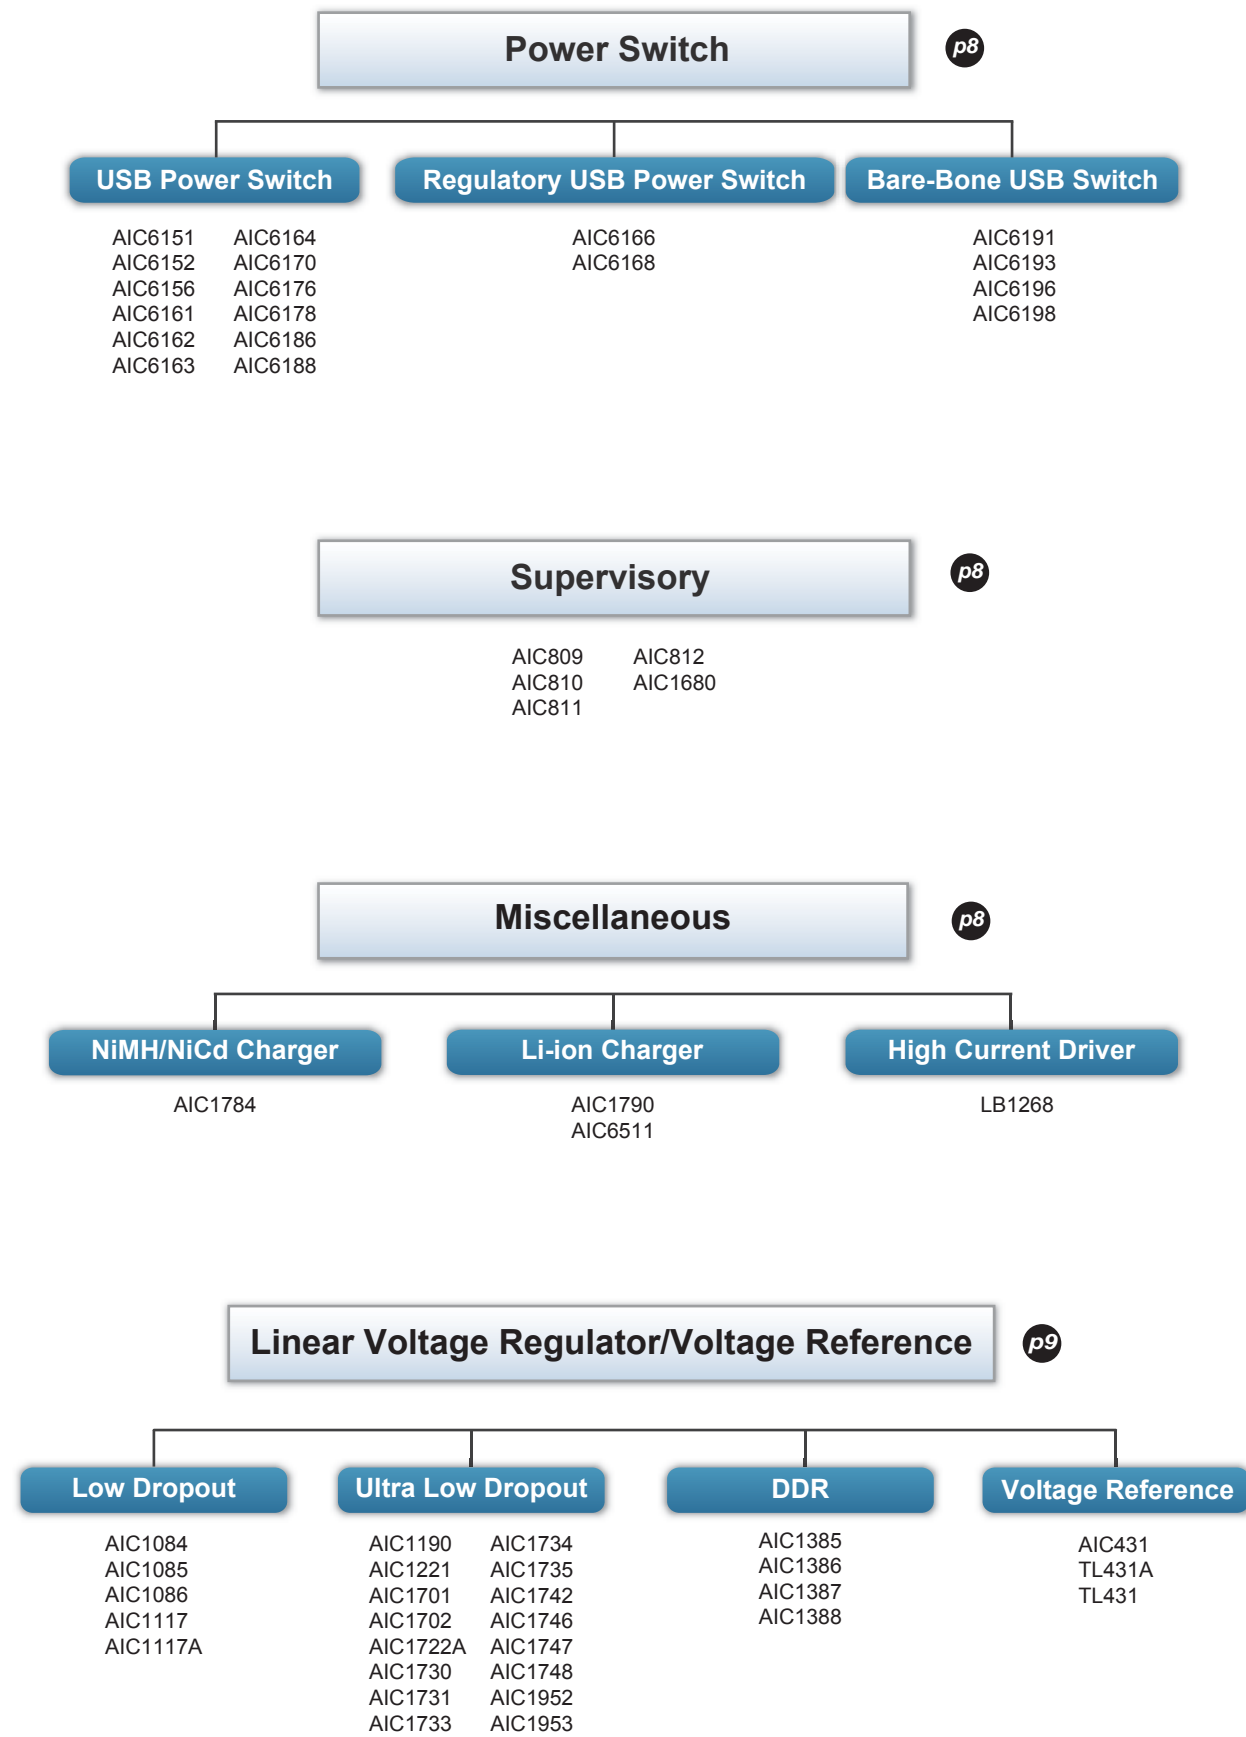 Power Switch
p8
USB Power Switch
AIC6151 AIC6164
AIC6152 AIC6170
AIC6156 AIC6176
AIC6161 AIC6178
AIC6162 AIC6186
AIC6163 AIC6188
Regulatory USB Power Switch
AIC6166
AIC6168
Bare-Bone USB Switch
AIC6191
AIC6193
AIC6196
AIC6198
Supervisory
p8
AIC809 AIC812
AIC810 AIC1680
AIC811
Miscellaneous
p8
NiMH/NiCd Charger
AIC1784
Li-ion Charger
AIC1790
AIC6511
High Current Driver
LB1268
Linear Voltage Regulator/Voltage Reference
p9
Low Dropout
AIC1084
AIC1085
AIC1086
AIC1117
AIC1117A
Ultra Low Dropout
AIC1190 AIC1734
AIC1221 AIC1735
AIC1701 AIC1742
AIC1702 AIC1746
AIC1722A AIC1747
AIC1730 AIC1748
AIC1731 AIC1952
AIC1733 AIC1953
DDR
AIC1385
AIC1386
AIC1387
AIC1388
Voltage Reference
AIC431
TL431A
TL431